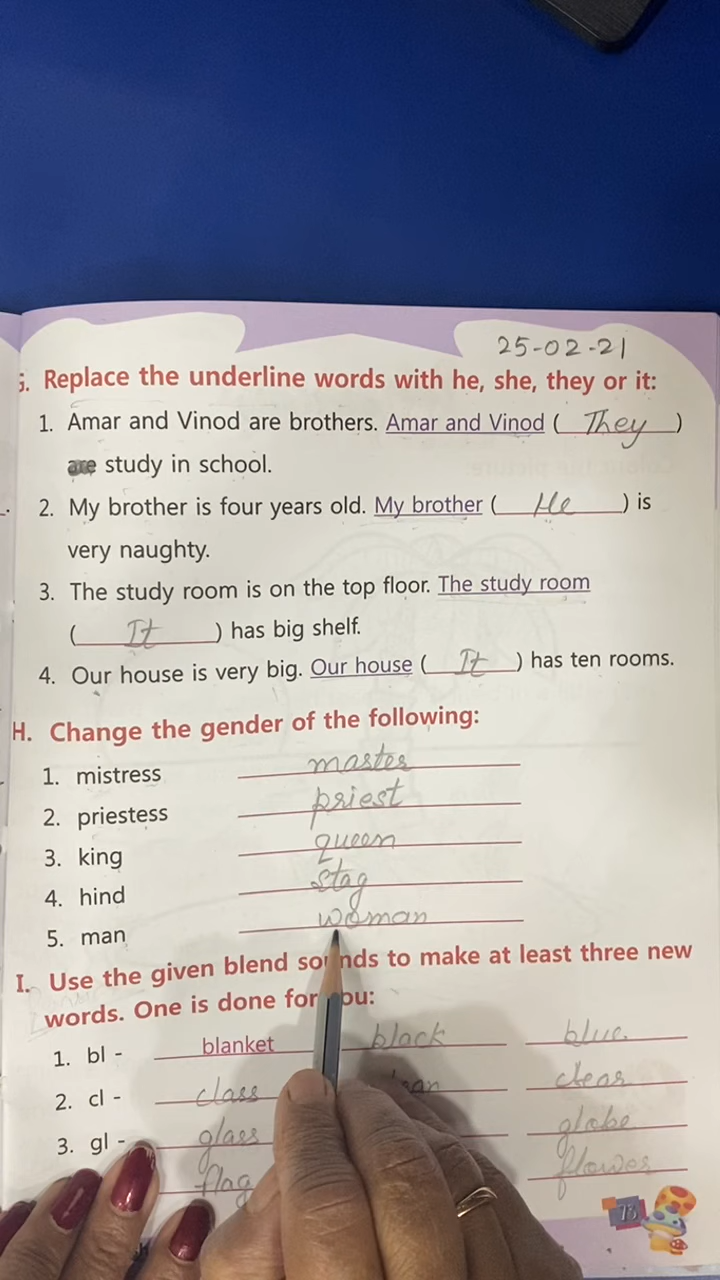 25-02-21
Replace the underline words with he, she, they or it:
1. Amar and Vinod are brothers. Amar and Vinod ( They )
are study in school.
2. My brother is four years old. My brother ( He ) is
very naughty.
3. The study room is on the top floor. The study room
( It ) has big shelf.
4. Our house is very big. Our house ( It ) has ten rooms.
H. Change the gender of the following:
1. mistress master
2. priestess priest
3. king queen
4. hind stag
5. man woman
I. Use the given blend sounds to make at least three new
words. One is done for you:
1. bl - blanket black blue.
2. cl - class clear
3. gl - glass globe
flag flower
73